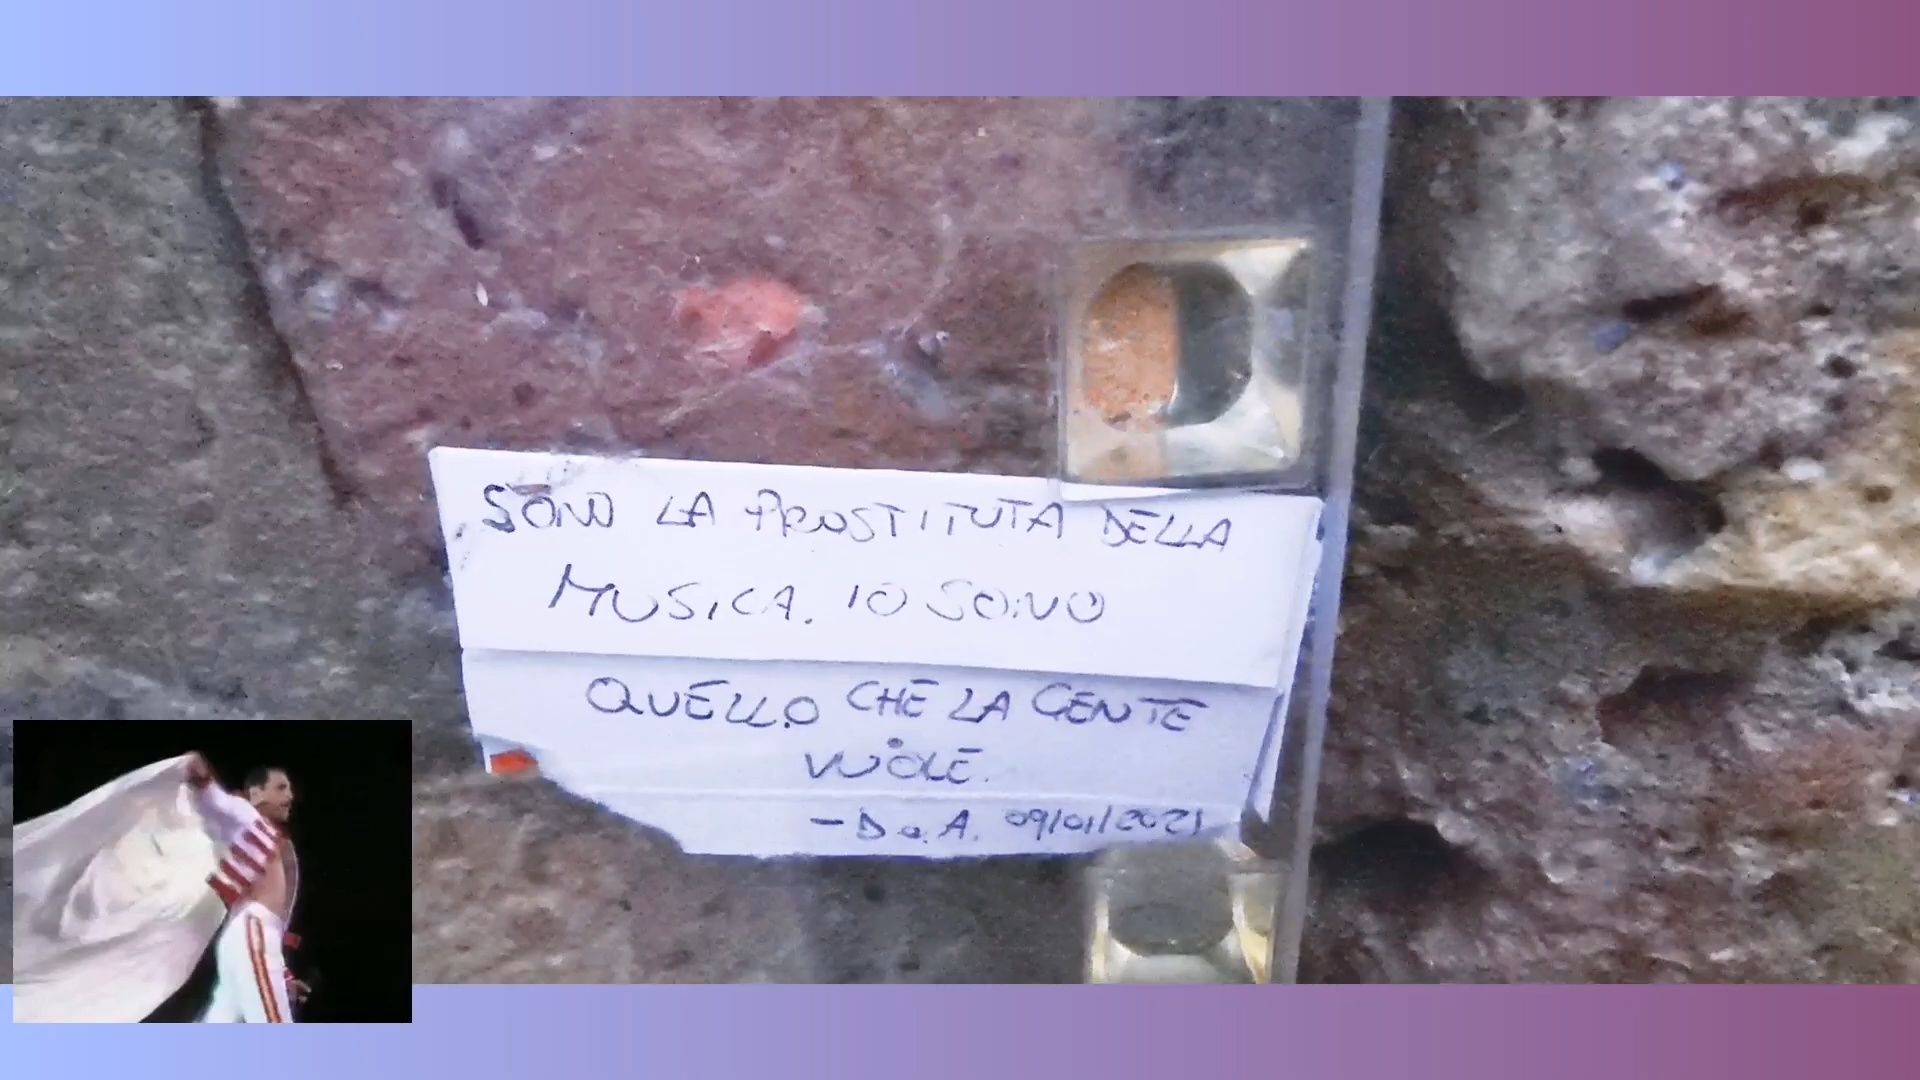 SONO LA PROSTITUTA DELLA
MUSICA. IO SONO
QUELLO CHE LA GENTE
VUOLE.
- D.A. 09/01/2021